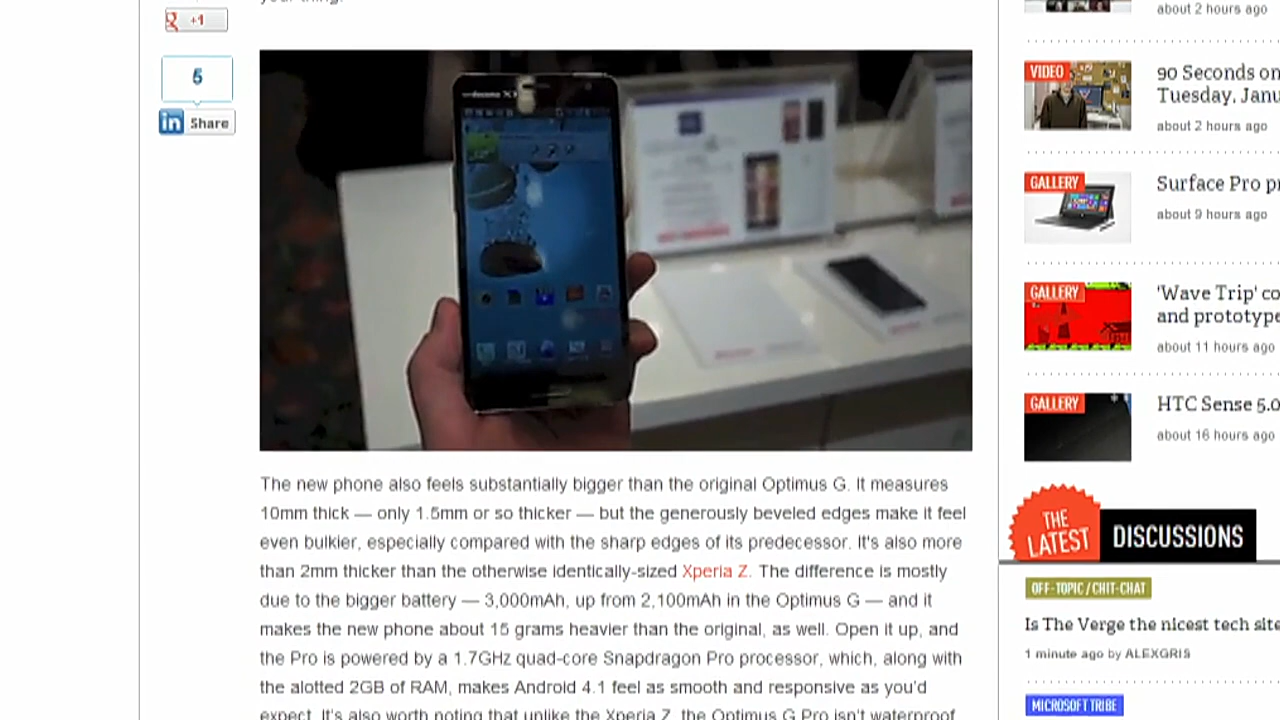 +1
5
in Share
docomo
The new phone also feels substantially bigger than the original Optimus G. It measures
10mm thick — only 1.5mm or so thicker — but the generously beveled edges make it feel
even bulkier, especially compared with the sharp edges of its predecessor. It's also more
than 2mm thicker than the otherwise identically-sized Xperia Z. The difference is mostly
due to the bigger battery — 3,000mAh, up from 2,100mAh in the Optimus G — and it
makes the new phone about 15 grams heavier than the original, as well. Open it up, and
the Pro is powered by a 1.7GHz quad-core Snapdragon Pro processor, which, along with
the alotted 2GB of RAM, makes Android 4.1 feel as smooth and responsive as you'd
expect. It's also worth noting that unlike the Xperia Z, the Optimus G Pro isn't waterproof
about 2 hours ago
VIDEO
90 Seconds on
Tuesday, Janu
about 2 hours ago
GALLERY
Surface Pro pr
about 9 hours ago
GALLERY
'Wave Trip' co
and prototype
about 11 hours ago
GALLERY
HTC Sense 5.0
about 16 hours ago
THE
LATEST
DISCUSSIONS
OFF-TOPIC / CHIT-CHAT
Is The Verge the nicest tech site
1 minute ago by ALEXGRIS
MICROSOFT TRIBE